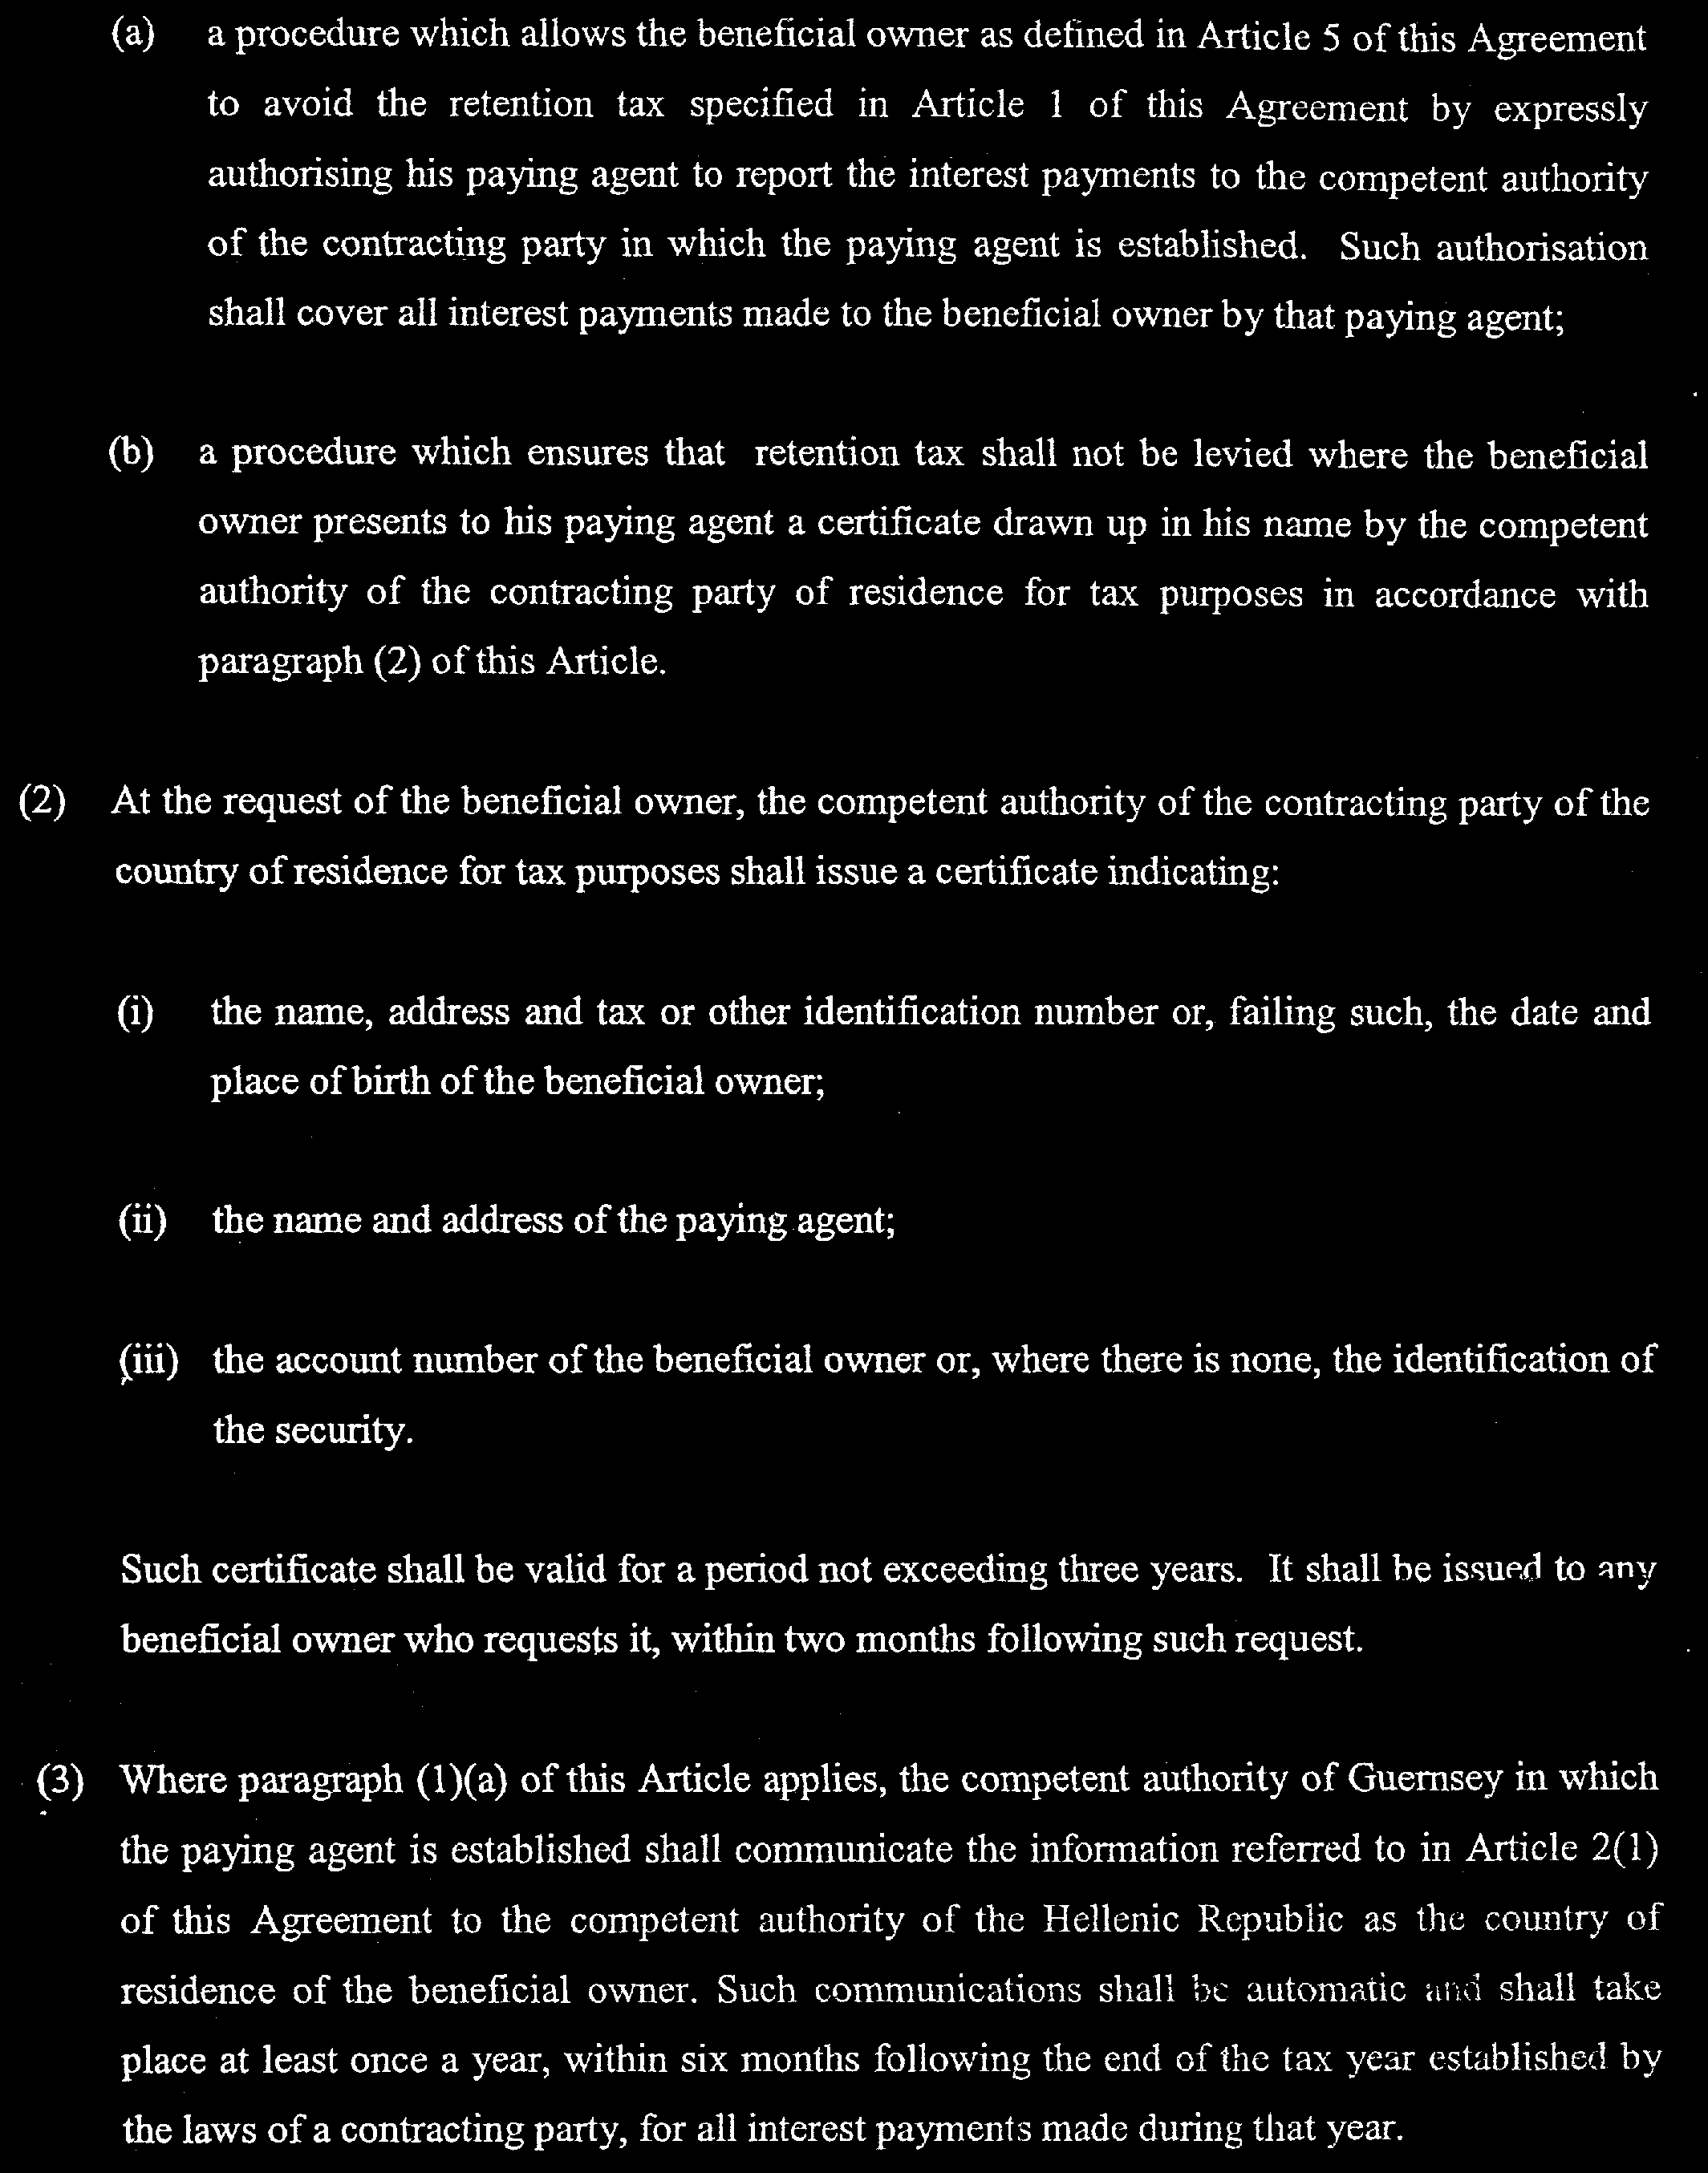 (a) a procedure which allows the beneficial owner as defined in Article 5 of this Agreement
to avoid the retention tax specified in Article 1 of this Agreement by expressly
authorising his paying agent to report the interest payments to the competent authority
of the contracting party in which the paying agent is established. Such authorisation
shall cover all interest payments made to the beneficial owner by that paying agent;
(b) a procedure which ensures that retention tax shall not be levied where the beneficial
owner presents to his paying agent a certificate drawn up in his name by the competent
authority of the contracting party of residence for tax purposes in accordance with
paragraph (2) of this Article.
(2) At the request of the beneficial owner, the competent authority of the contracting party of the
country of residence for tax purposes shall issue a certificate indicating:
(i) the name, address and tax or other identification number or, failing such, the date and
place of birth of the beneficial owner;
(ii) the name and address of the paying agent;
(iii) the account number of the beneficial owner or, where there is none, the identification of
the security.
Such certificate shall be valid for a period not exceeding three years. It shall be issued to any
beneficial owner who requests it, within two months following such request.
(3) Where paragraph (1)(a) of this Article applies, the competent authority of Guernsey in which
the paying agent is established shall communicate the information referred to in Article 2(1)
of this Agreement to the competent authority of the Hellenic Republic as the country of
residence of the beneficial owner. Such communications shall be automatic and shall take
place at least once a year, within six months following the end of the tax year established by
the laws of a contracting party, for all interest payments made during that year.